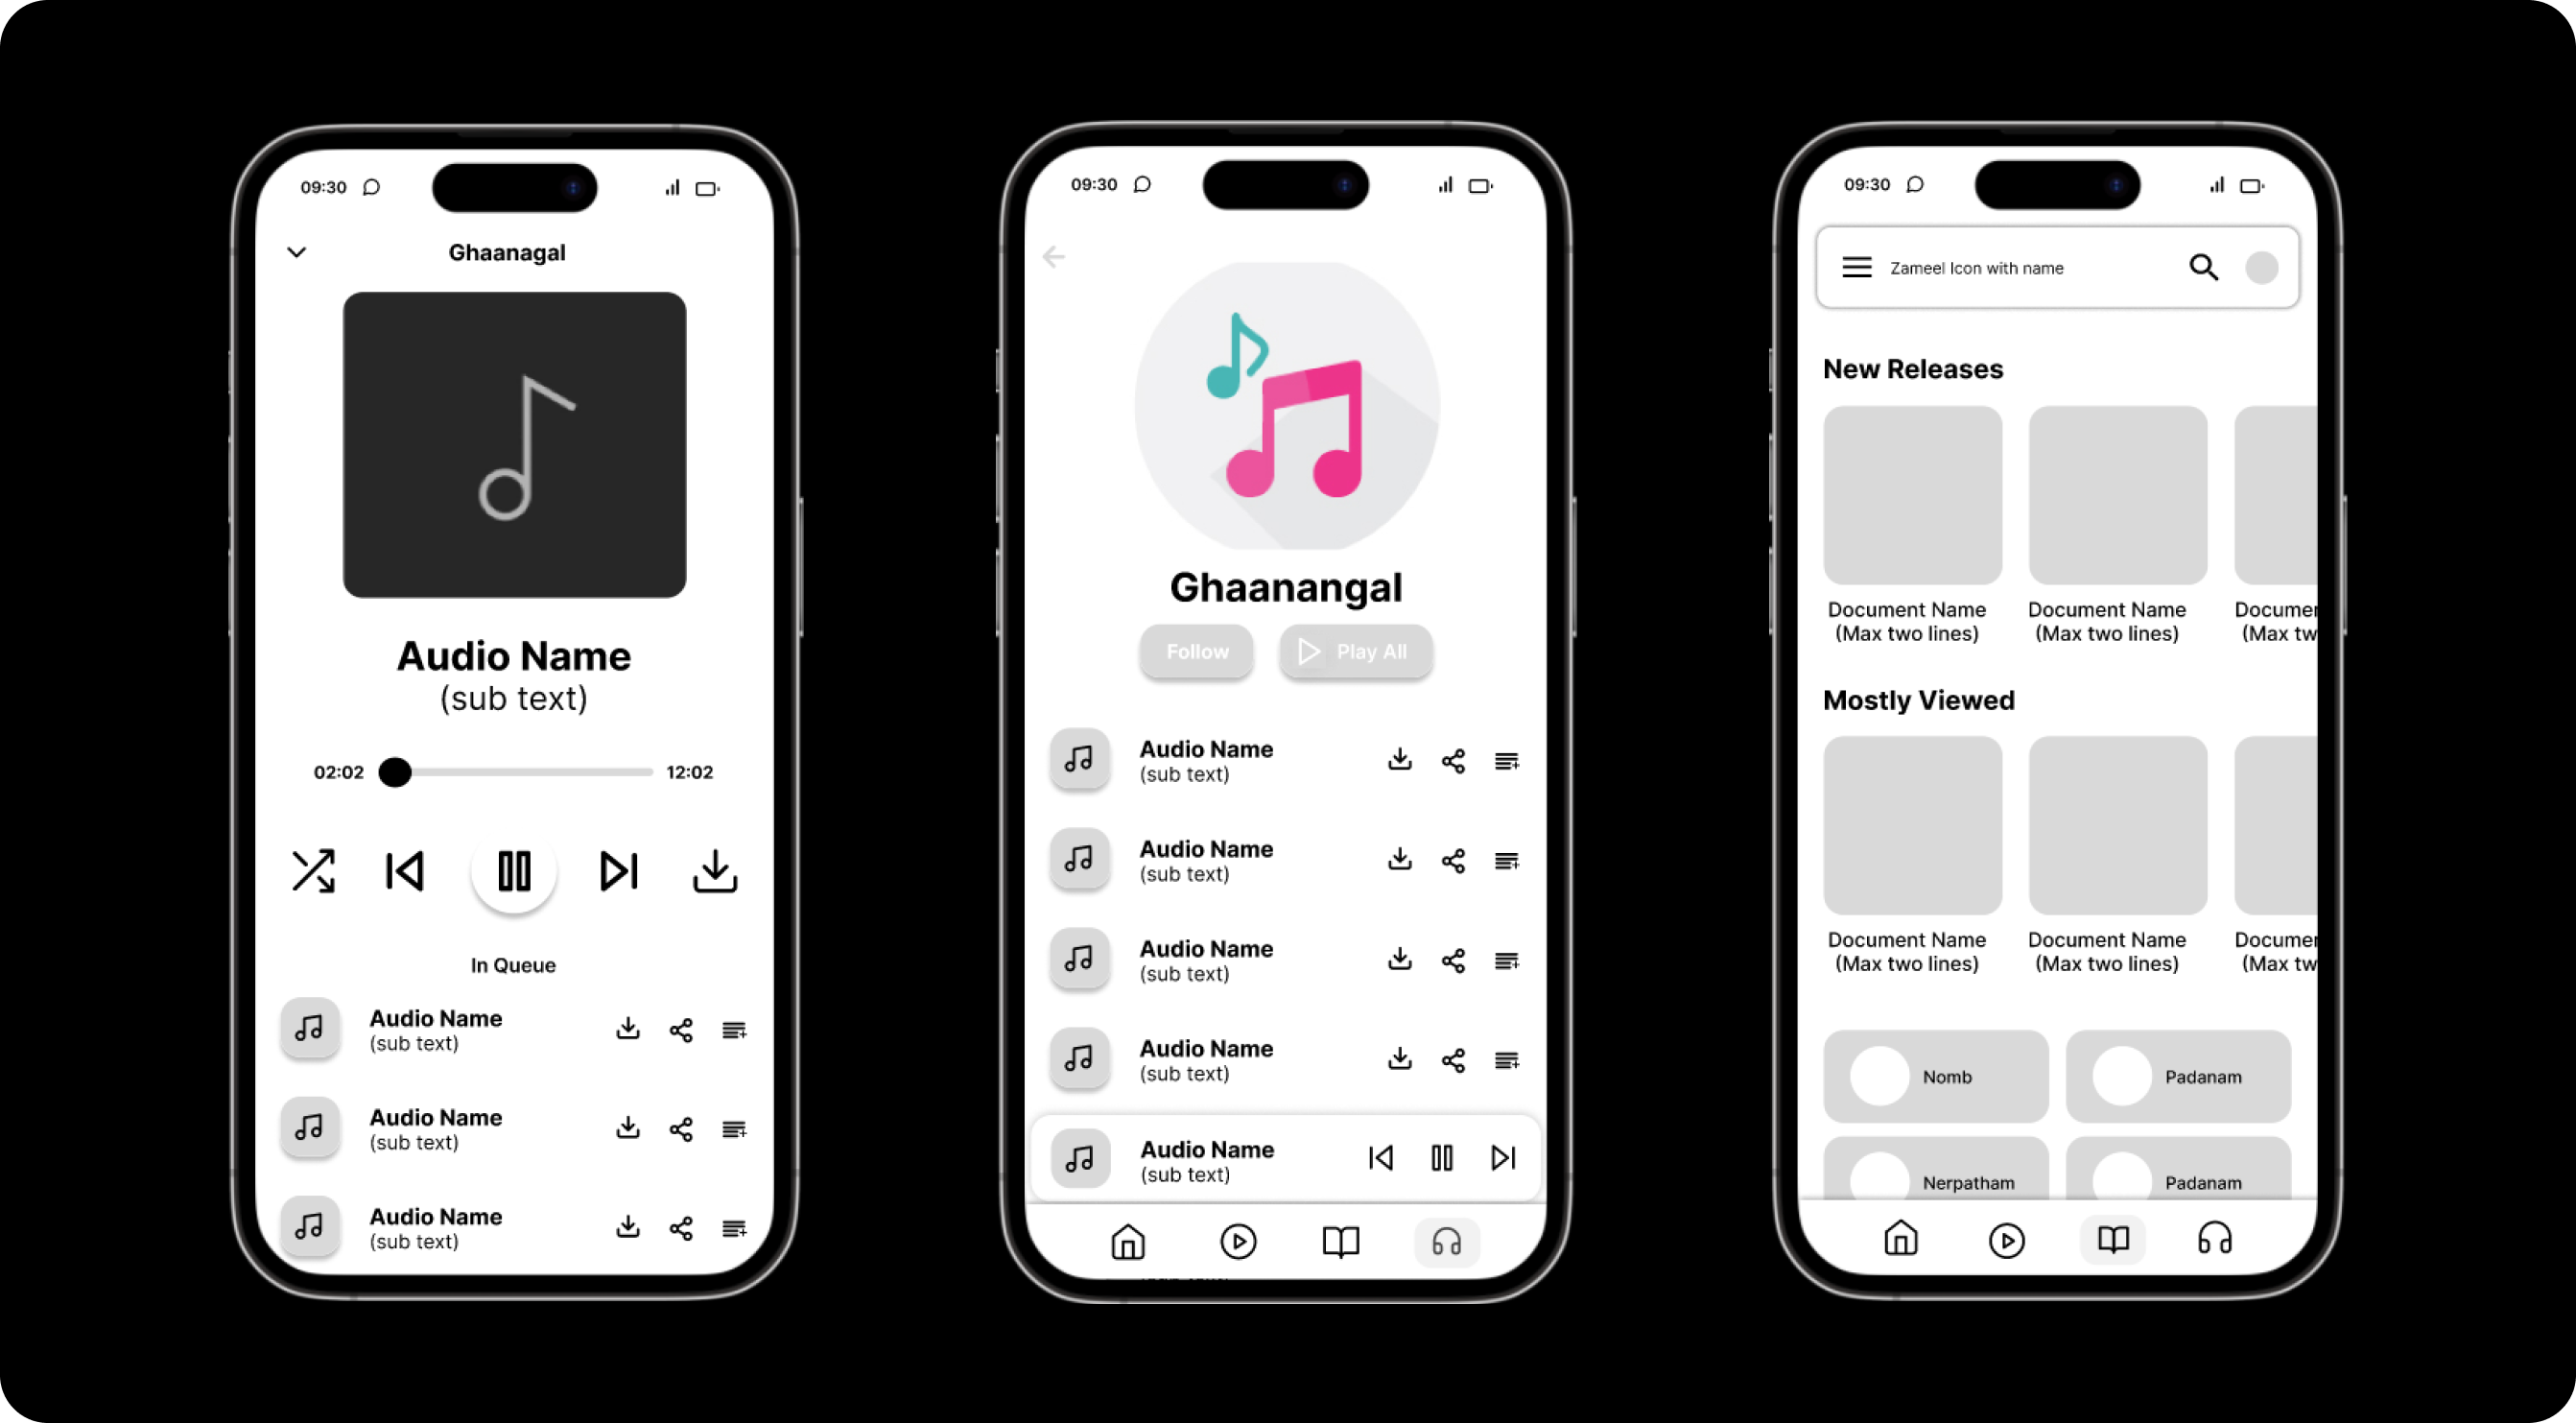 09:30
Ghaanagal
Audio Name
(sub text)
02:02
12:02
In Queue
Audio Name
(sub text)
Audio Name
(sub text)
Audio Name
(sub text)
09:30
Ghaanangal
Follow
Play All
Audio Name
(sub text)
Audio Name
(sub text)
Audio Name
(sub text)
Audio Name
(sub text)
Audio Name
(sub text)
09:30
Zameel Icon with name
New Releases
Document Name
(Max two lines)
Document Name
(Max two lines)
Documer
(Max tw
Mostly Viewed
Document Name
(Max two lines)
Document Name
(Max two lines)
Documer
(Max tw
Nomb
Padanam
Nerpatham
Padanam